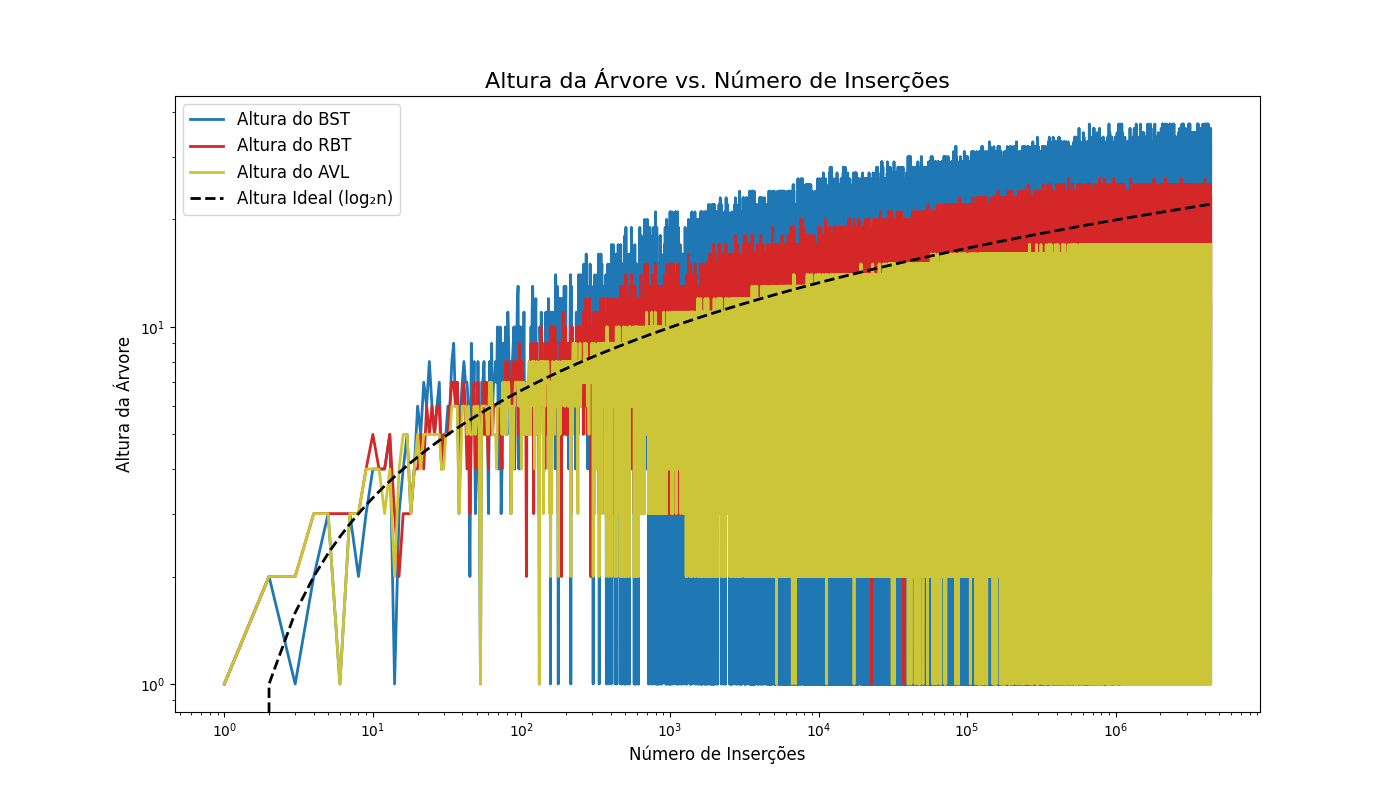 Altura da Árvore vs. Número de Inserções
Altura do BST
Altura do RBT
Altura do AVL
Altura Ideal (log₂n)
Altura da Árvore
10¹
10⁰
10⁰ 10¹ 10² 10³ 10⁴ 10⁵ 10⁶
Número de Inserções